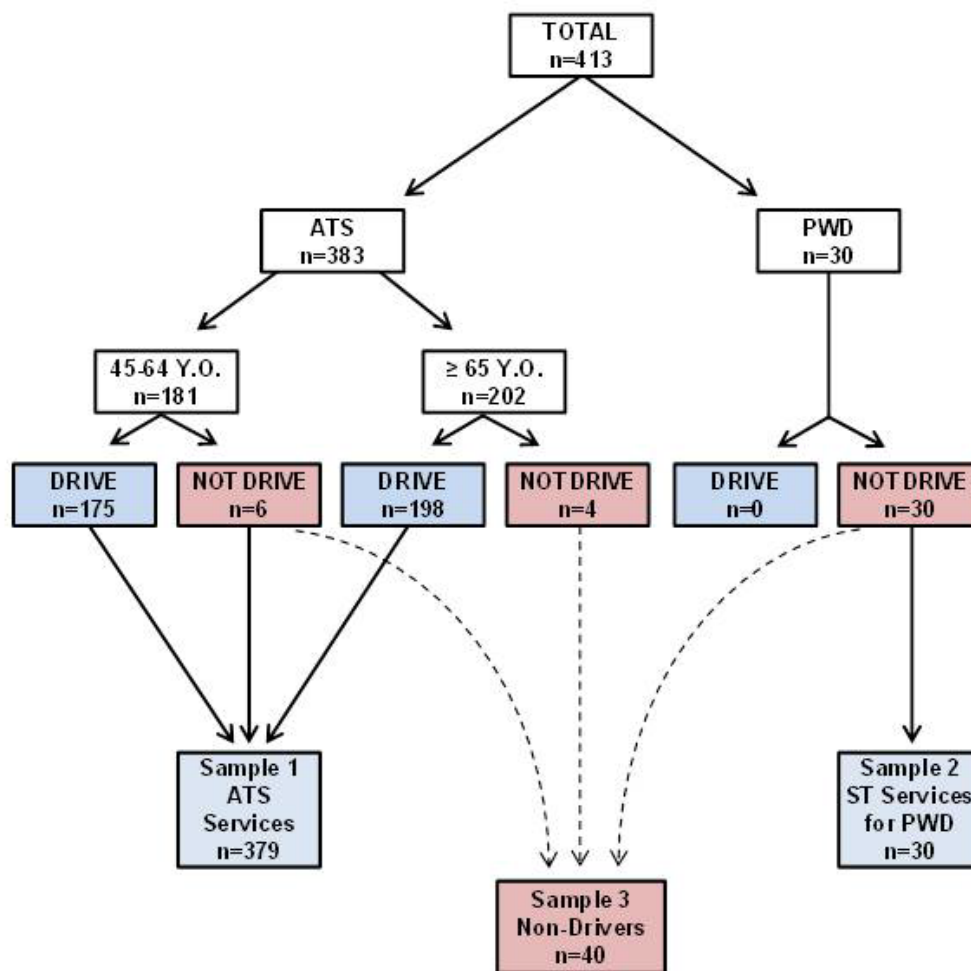 TOTAL
n=413
ATS
n=383
PWD
n=30
45-64 Y.O.
n=181
≥ 65 Y.O.
n=202
DRIVE
n=175
NOT DRIVE
n=6
DRIVE
n=198
NOT DRIVE
n=4
DRIVE
n=0
NOT DRIVE
n=30
Sample 1
ATS
Services
n=379
Sample 2
ST Services
for PWD
n=30
Sample 3
Non-Drivers
n=40